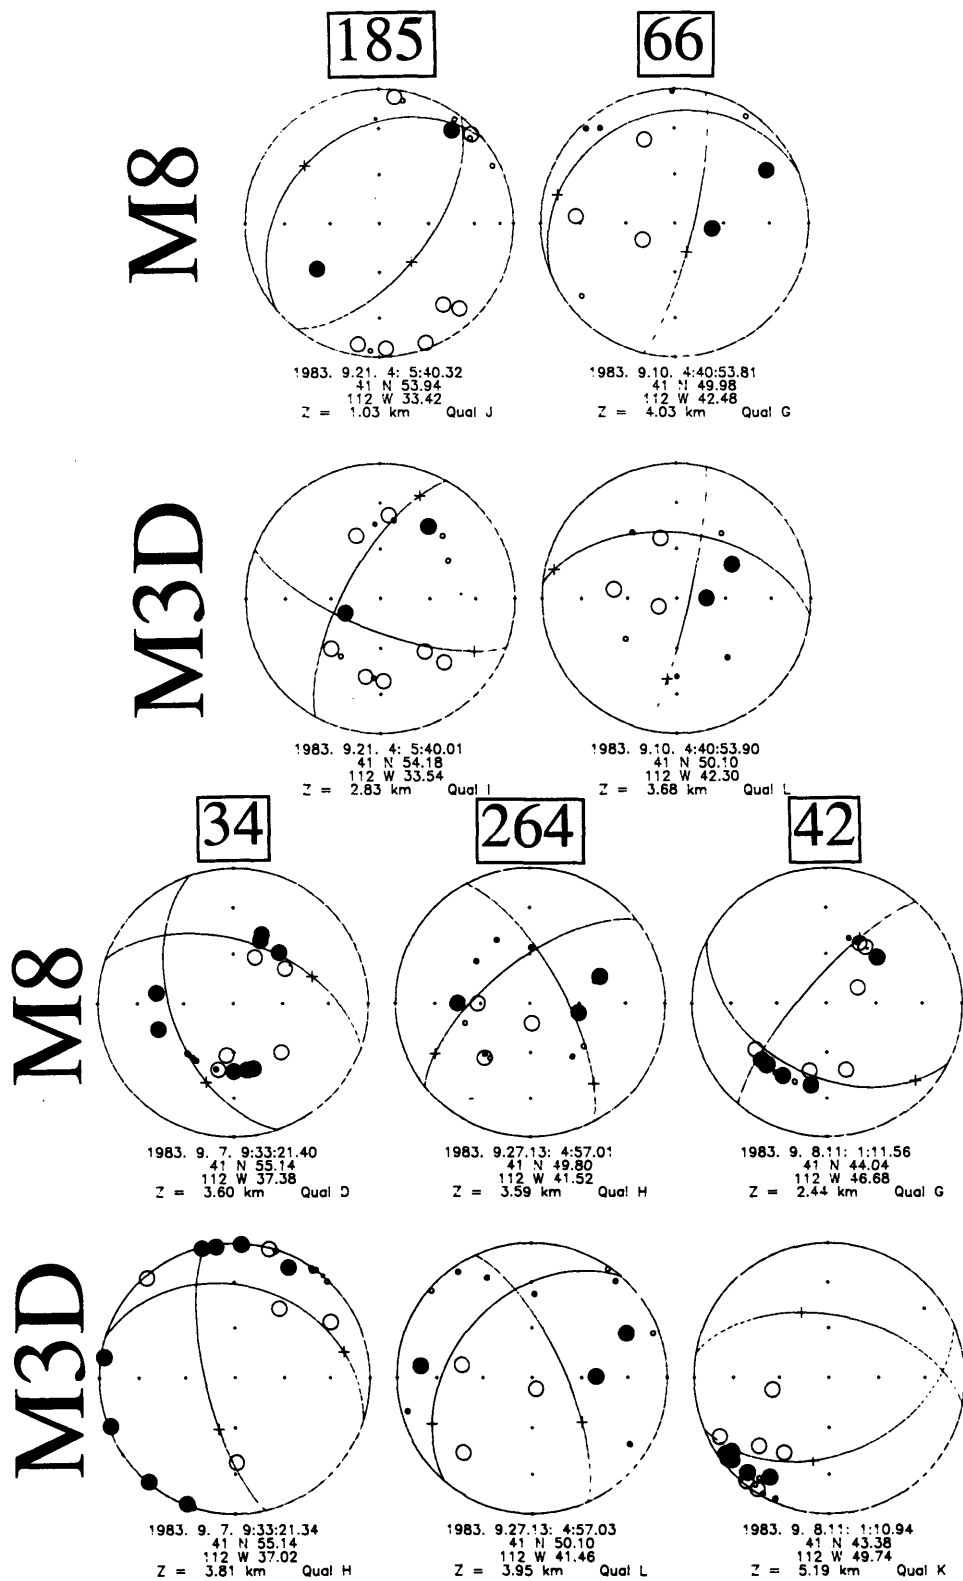 185 66
M8
1983. 9.21. 4: 5:40.32
41 N 53.94
112 W 33.42
Z = 1.03 km Qual J
1983. 9.10. 4:40:53.81
41 N 49.98
112 W 42.48
Z = 4.03 km Qual G
M3D
1983. 9.21. 4: 5:40.01
41 N 54.18
112 W 33.54
Z = 2.83 km Qual I
1983. 9.10. 4:40:53.90
41 N 50.10
112 W 42.30
Z = 3.68 km Qual L
34 264 42
M8
1983. 9. 7. 9:33:21.40
41 N 55.14
112 W 37.38
Z = 3.60 km Qual D
1983. 9.27.13: 4:57.01
41 N 49.80
112 W 41.52
Z = 3.59 km Qual H
1983. 9. 8.11: 1:11.56
41 N 44.04
112 W 46.68
Z = 2.44 km Qual G
M3D
1983. 9. 7. 9:33:21.34
41 N 55.14
112 W 37.02
Z = 3.81 km Qual H
1983. 9.27.13: 4:57.03
41 N 50.10
112 W 41.46
Z = 3.95 km Qual L
1983. 9. 8.11: 1:10.94
41 N 43.38
112 W 49.74
Z = 5.19 km Qual K